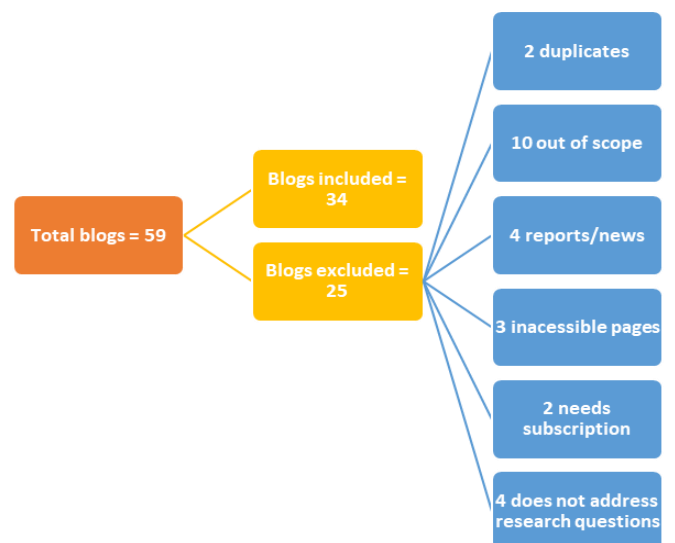 Total blogs = 59
Blogs included =
34
Blogs excluded =
25
2 duplicates
10 out of scope
4 reports/news
3 inacessible pages
2 needs
subscription
4 does not address
research questions